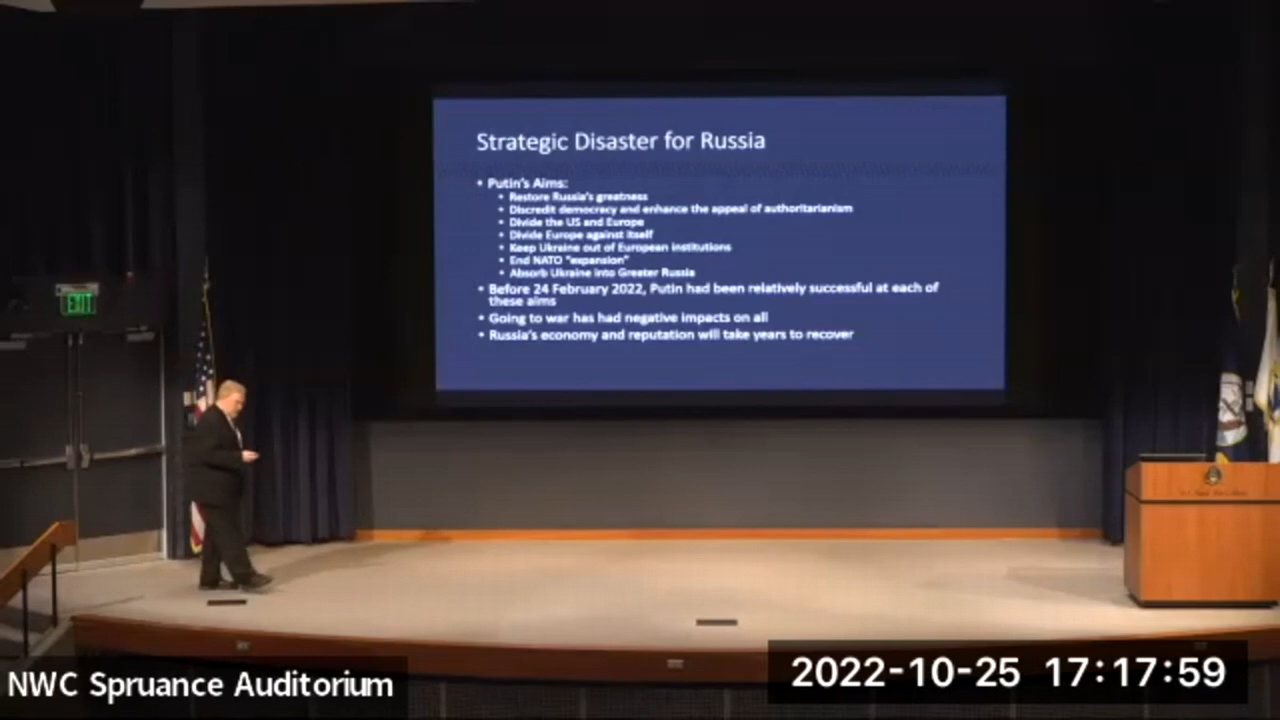 Strategic Disaster for Russia
• Putin's Aims:
• Restore Russia's greatness
• Discredit democracy and enhance the appeal of authoritarianism
• Divide the US and Europe
• Divide Europe against itself
• Keep Ukraine out of European institutions
• End NATO "expansion"
• Absorb Ukraine into Greater Russia
• Before 24 February 2022, Putin had been relatively successful at each of
these aims
• Going to war has had negative impacts on all
• Russia's economy and reputation will take years to recover
EXIT
NWC Spruance Auditorium
2022-10-25 17:17:59